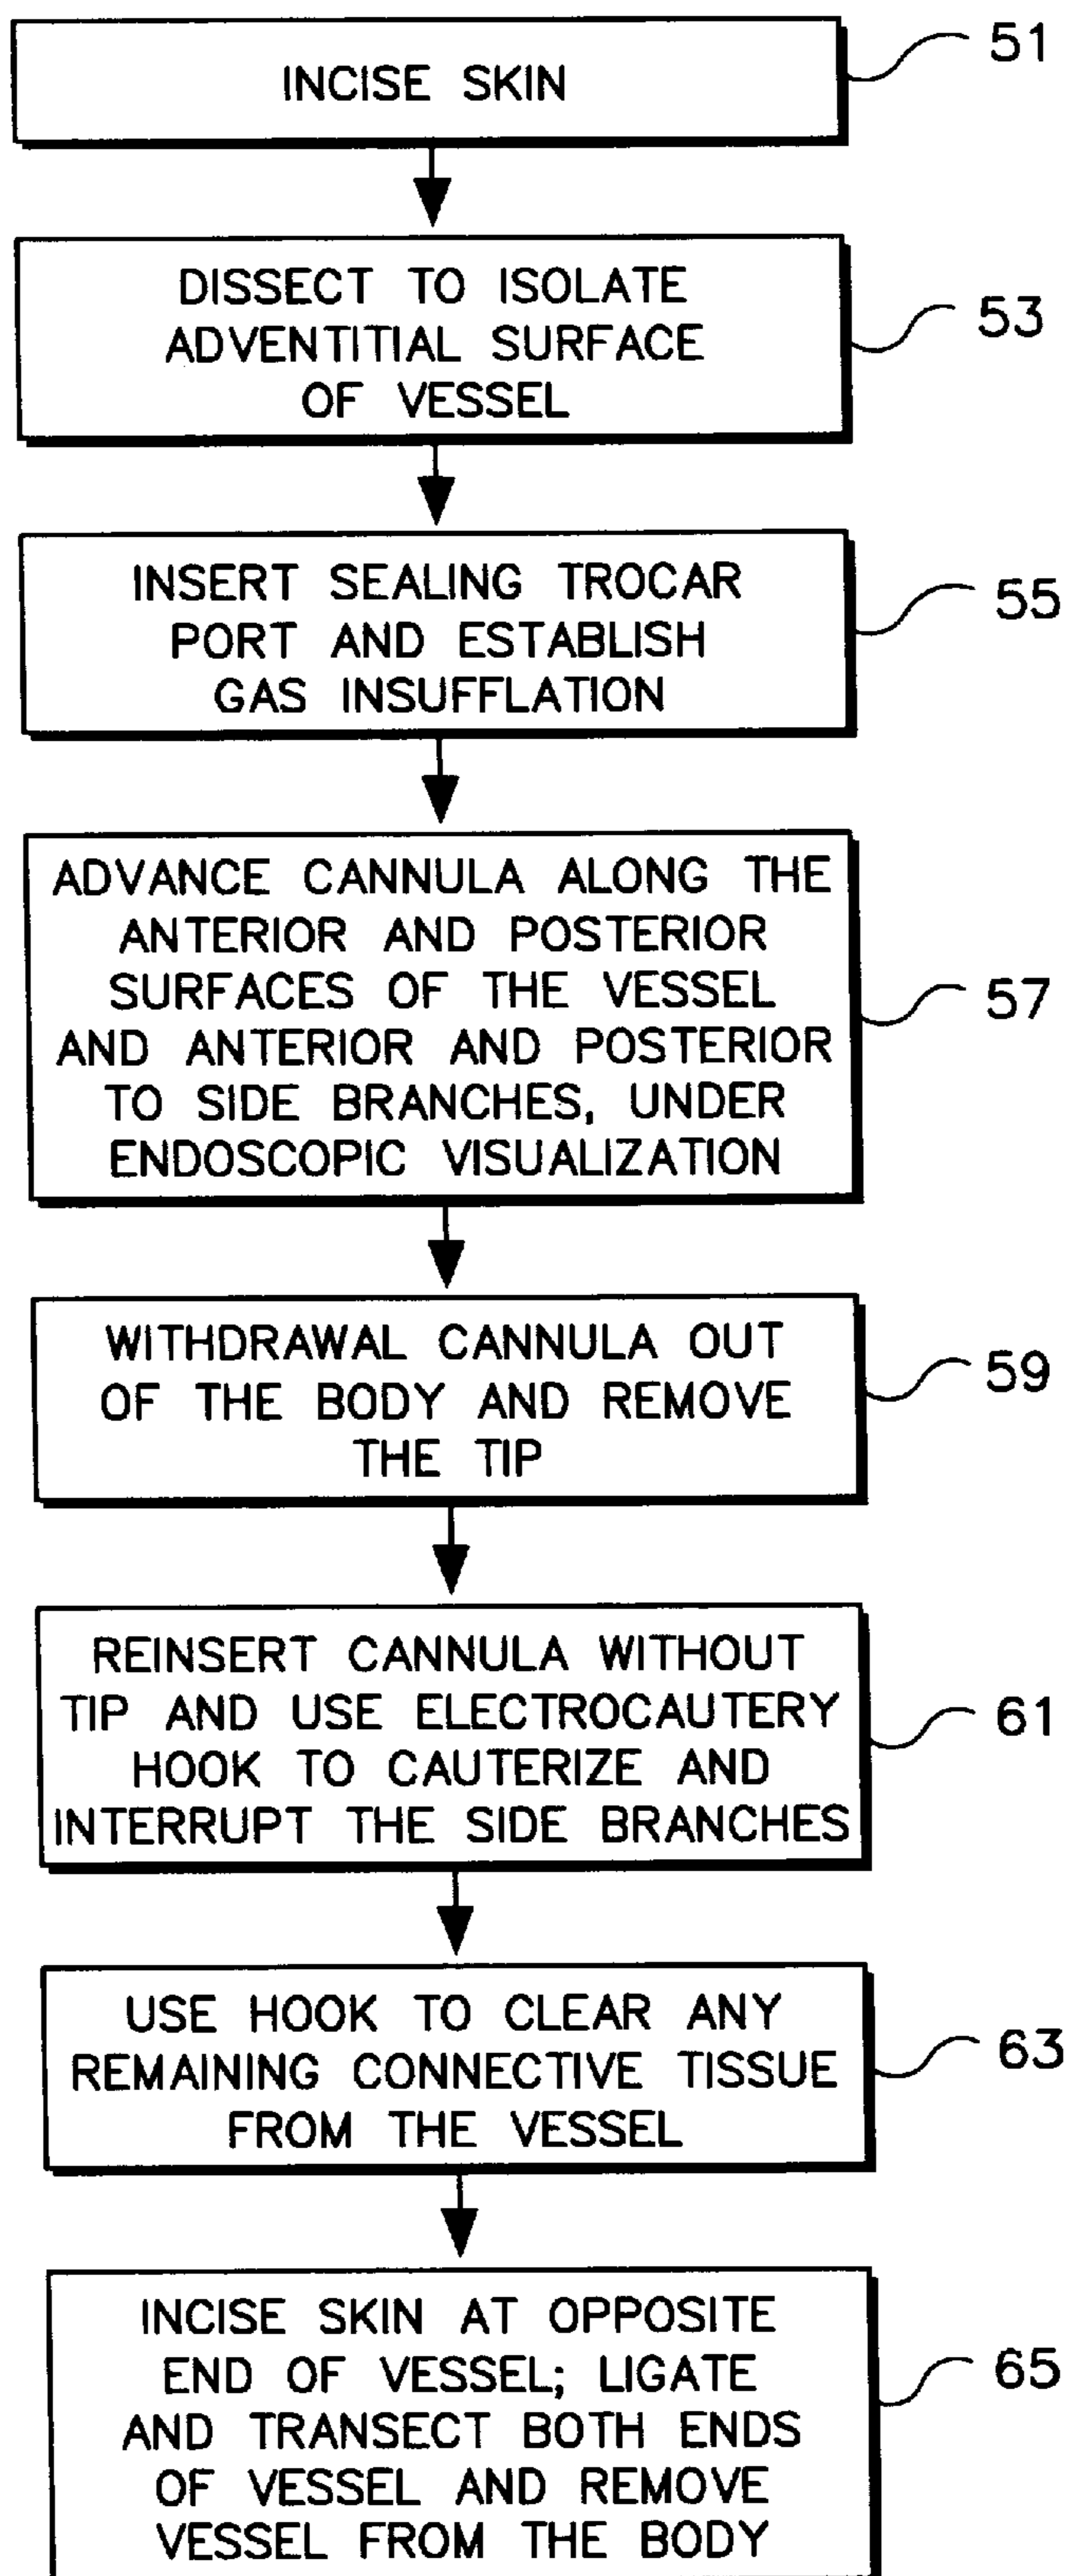 INCISE SKIN
51
DISSECT TO ISOLATE
ADVENTITIAL SURFACE
OF VESSEL
53
INSERT SEALING TROCAR
PORT AND ESTABLISH
GAS INSUFFLATION
55
ADVANCE CANNULA ALONG THE
ANTERIOR AND POSTERIOR
SURFACES OF THE VESSEL
AND ANTERIOR AND POSTERIOR
TO SIDE BRANCHES, UNDER
ENDOSCOPIC VISUALIZATION
57
WITHDRAWAL CANNULA OUT
OF THE BODY AND REMOVE
THE TIP
59
REINSERT CANNULA WITHOUT
TIP AND USE ELECTROCAUTERY
HOOK TO CAUTERIZE AND
INTERRUPT THE SIDE BRANCHES
61
USE HOOK TO CLEAR ANY
REMAINING CONNECTIVE TISSUE
FROM THE VESSEL
63
INCISE SKIN AT OPPOSITE
END OF VESSEL; LIGATE
AND TRANSECT BOTH ENDS
OF VESSEL AND REMOVE
VESSEL FROM THE BODY
65